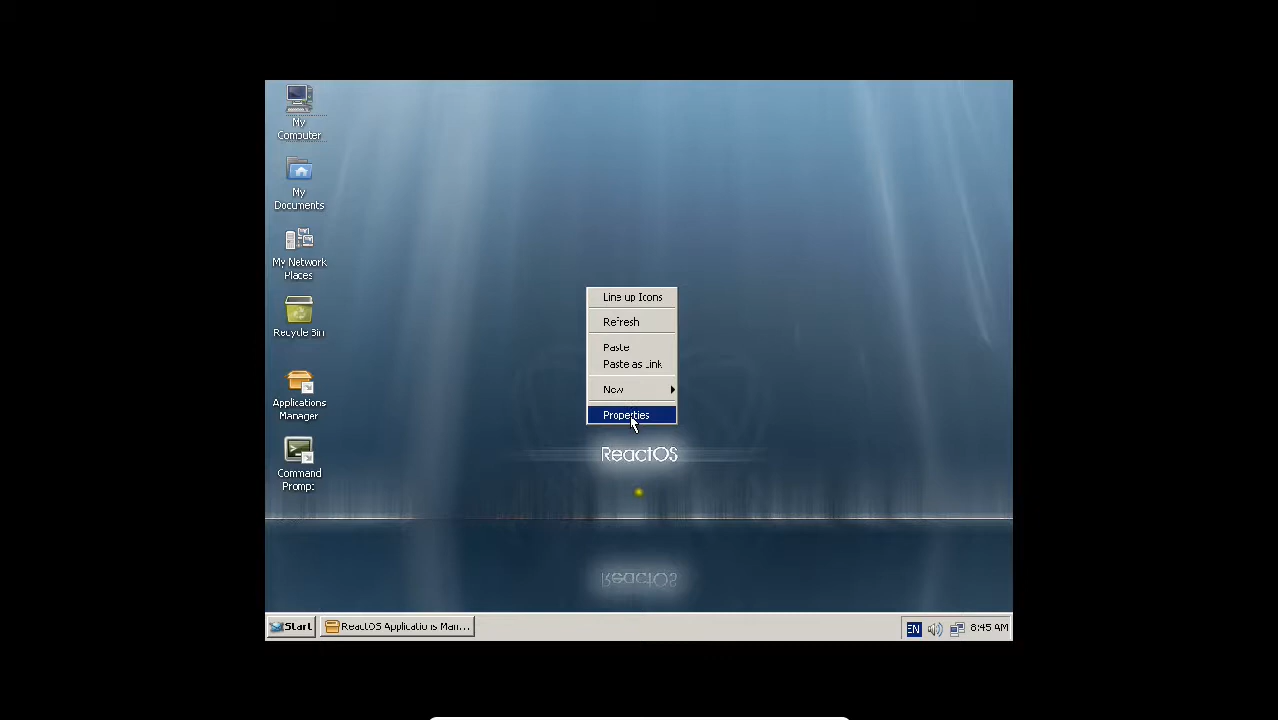 My
Computer
My
Documents
My Network
Places
Recycle Bin
Applications
Manager
Command
Prompt
Line up Icons
Refresh
Paste
Paste as Link
New
Properties
ReactOS
ReactOS
Start
ReactOS Applications Man...
EN
8:45 AM